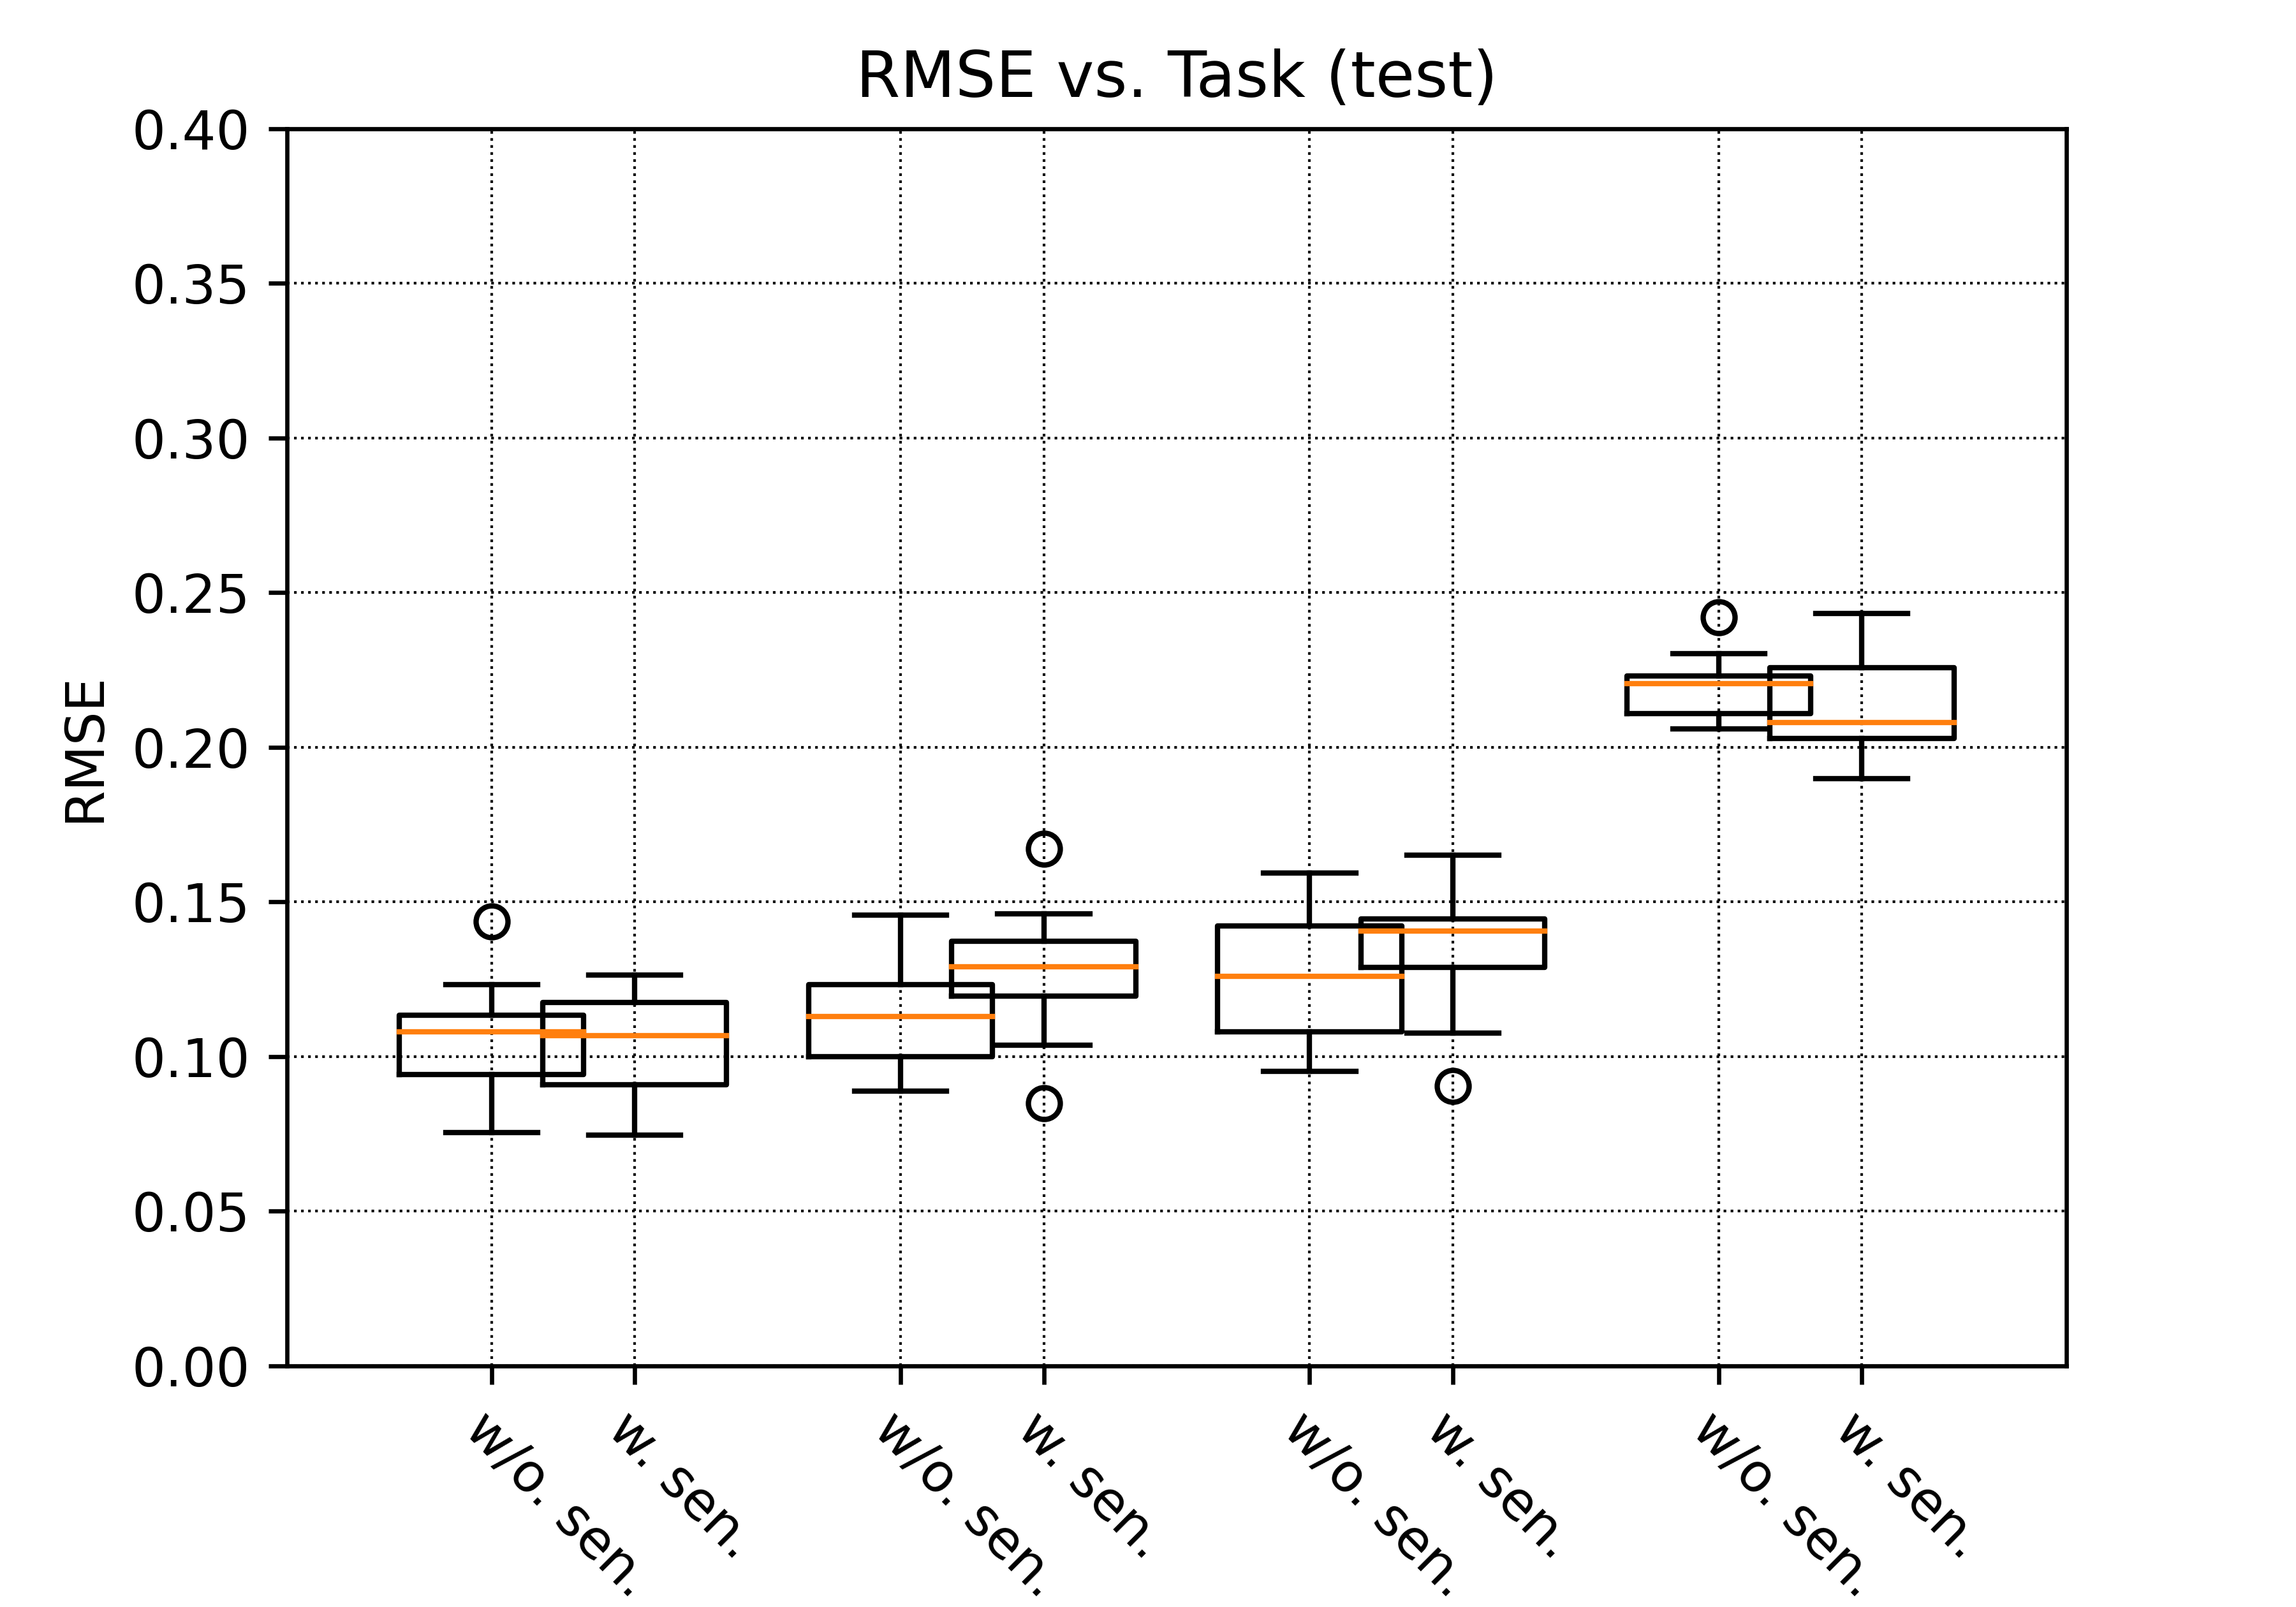 RMSE vs. Task (test)
0.40
0.35
0.30
0.25
0.20
0.15
0.10
0.05
0.00
RMSE
w/o. sen.
w. sen.
w/o. sen.
w. sen.
w/o. sen.
w. sen.
w/o. sen.
w. sen.